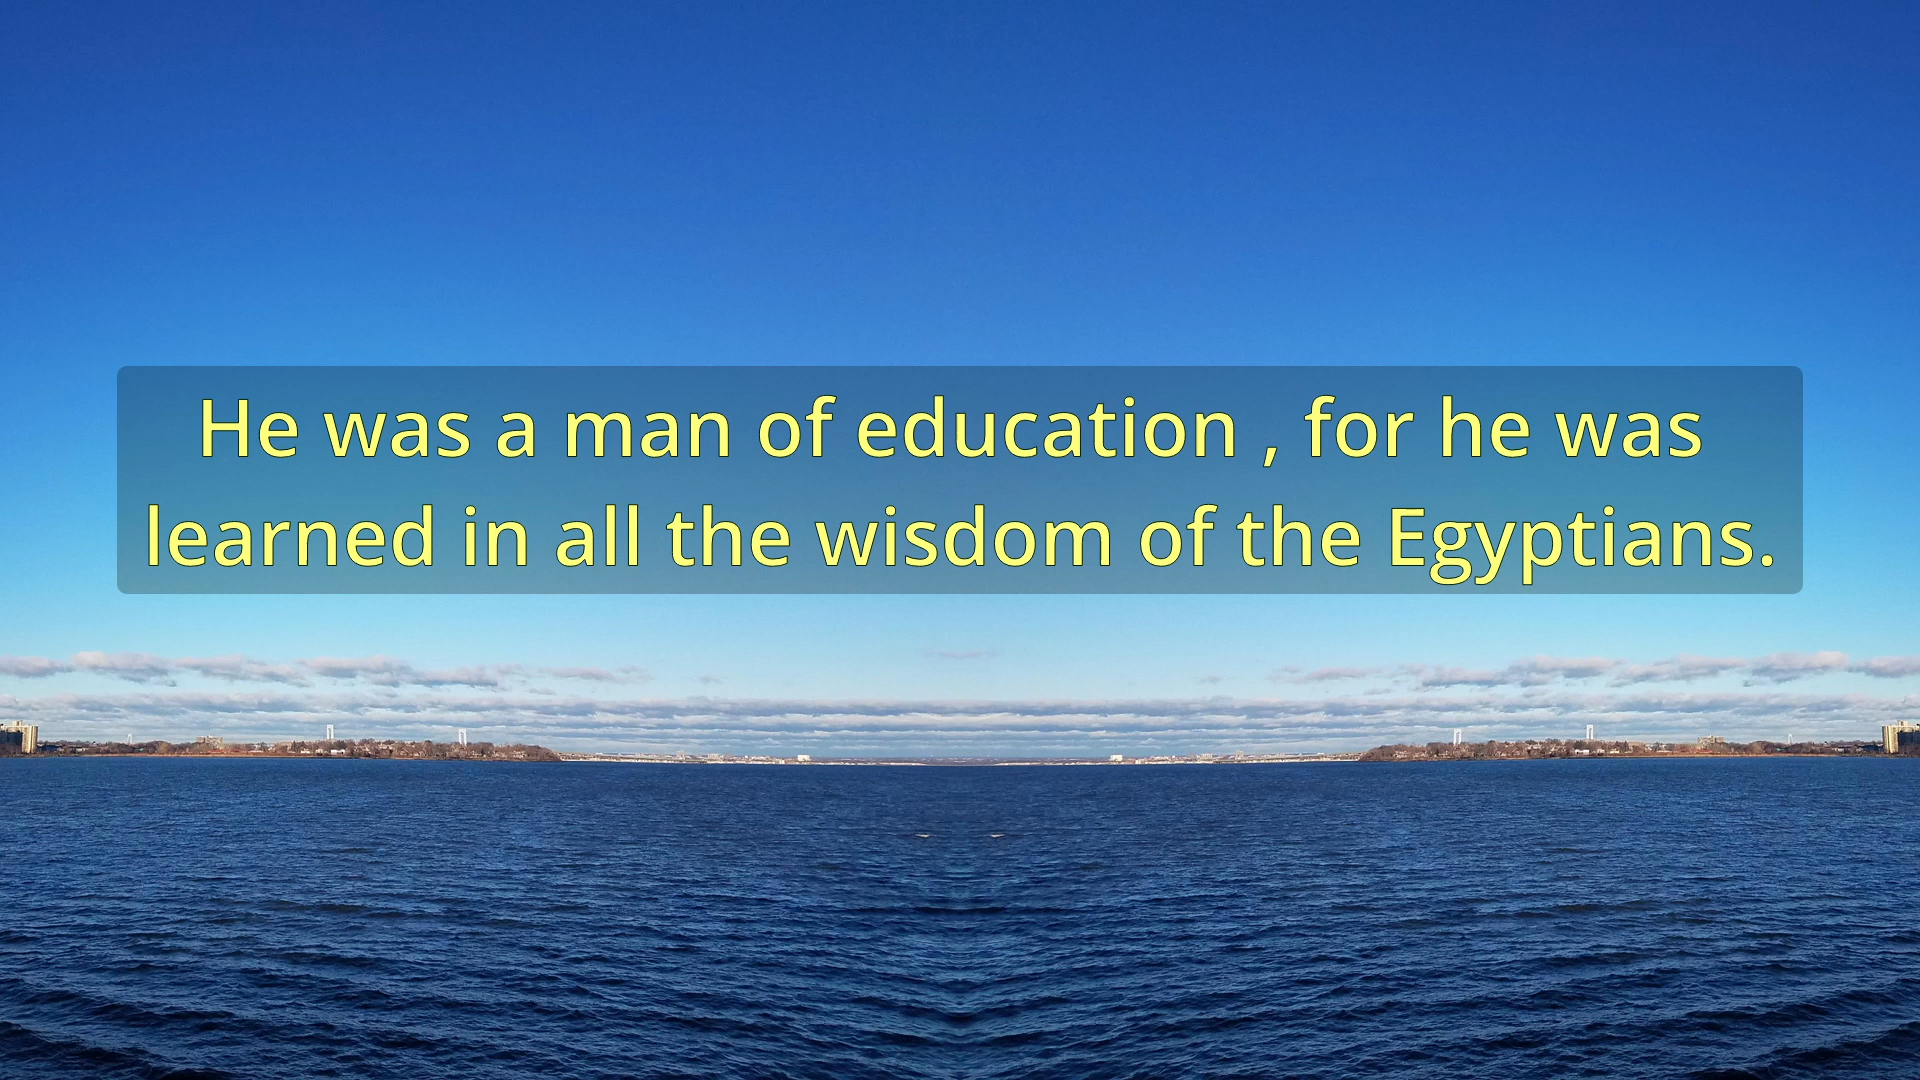 He was a man of education , for he was
learned in all the wisdom of the Egyptians.